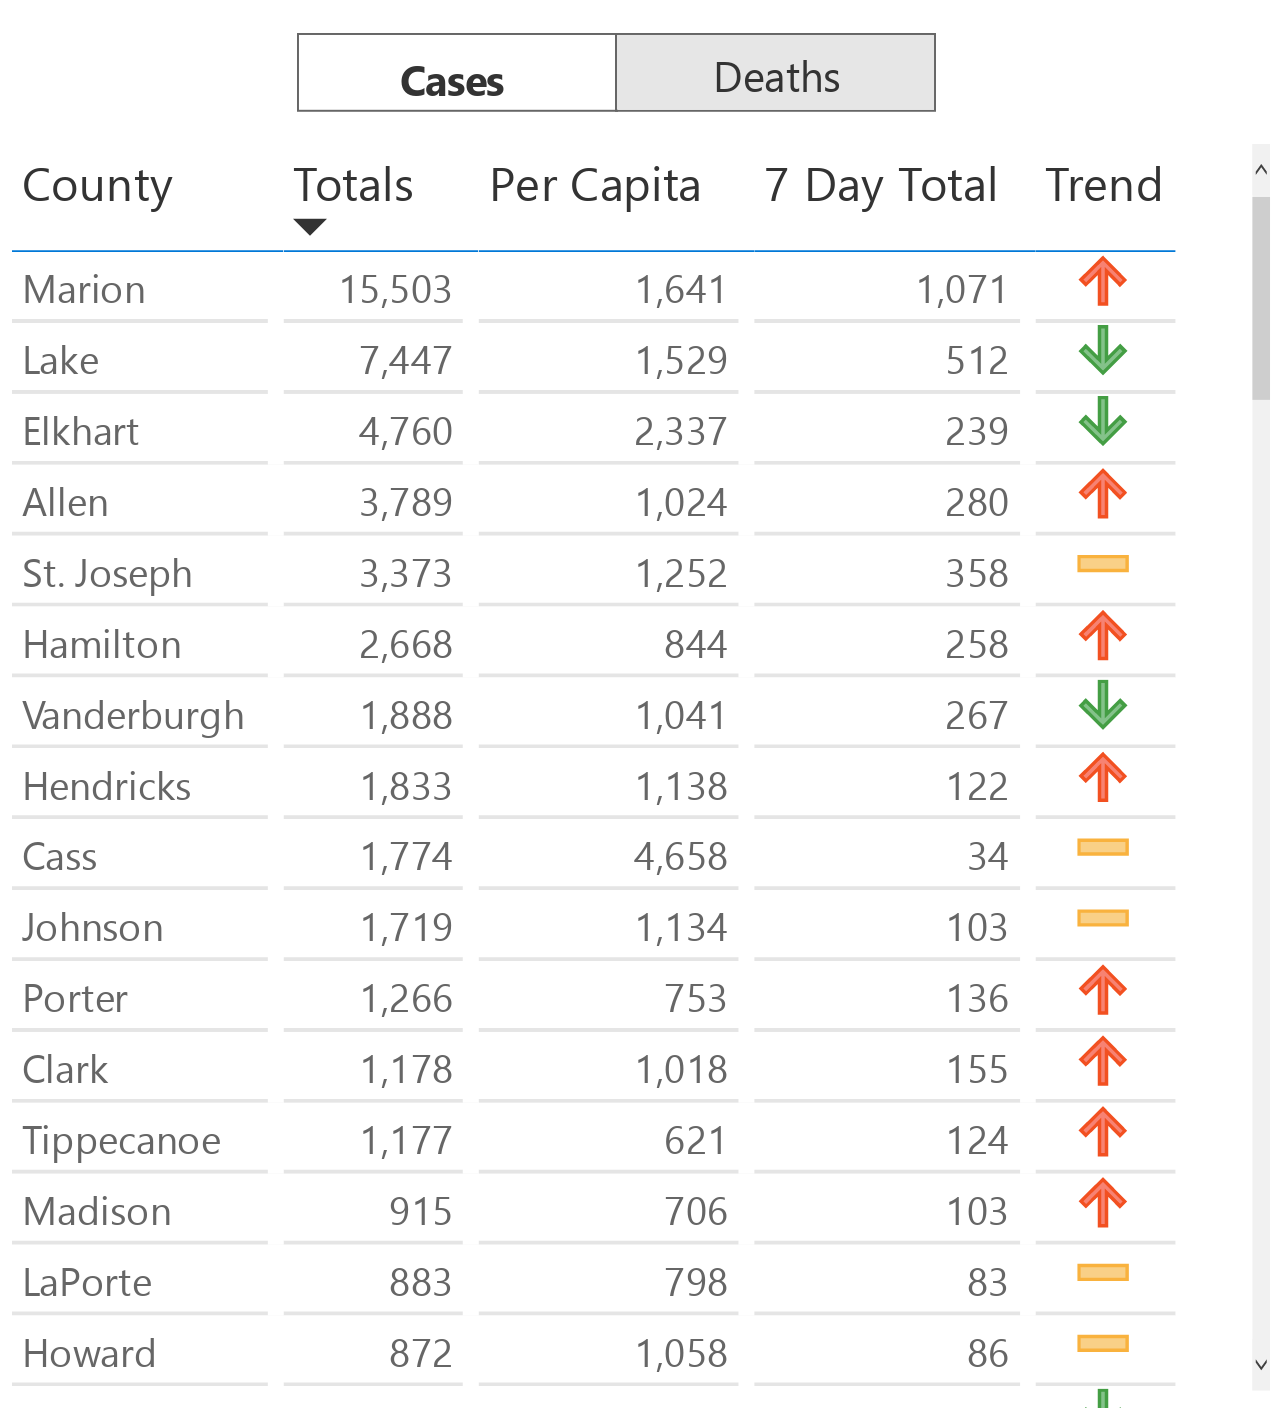 Cases Deaths
County Totals Per Capita 7 Day Total Trend
Marion 15,503 1,641 1,071
Lake 7,447 1,529 512
Elkhart 4,760 2,337 239
Allen 3,789 1,024 280
St. Joseph 3,373 1,252 358
Hamilton 2,668 844 258
Vanderburgh 1,888 1,041 267
Hendricks 1,833 1,138 122
Cass 1,774 4,658 34
Johnson 1,719 1,134 103
Porter 1,266 753 136
Clark 1,178 1,018 155
Tippecanoe 1,177 621 124
Madison 915 706 103
LaPorte 883 798 83
Howard 872 1,058 86